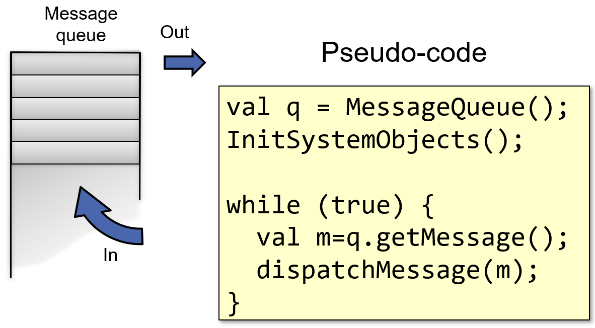 Message
queue
Out
In
Pseudo-code
val q = MessageQueue();
InitSystemObjects();
while (true) {
  val m=q.getMessage();
  dispatchMessage(m);
}